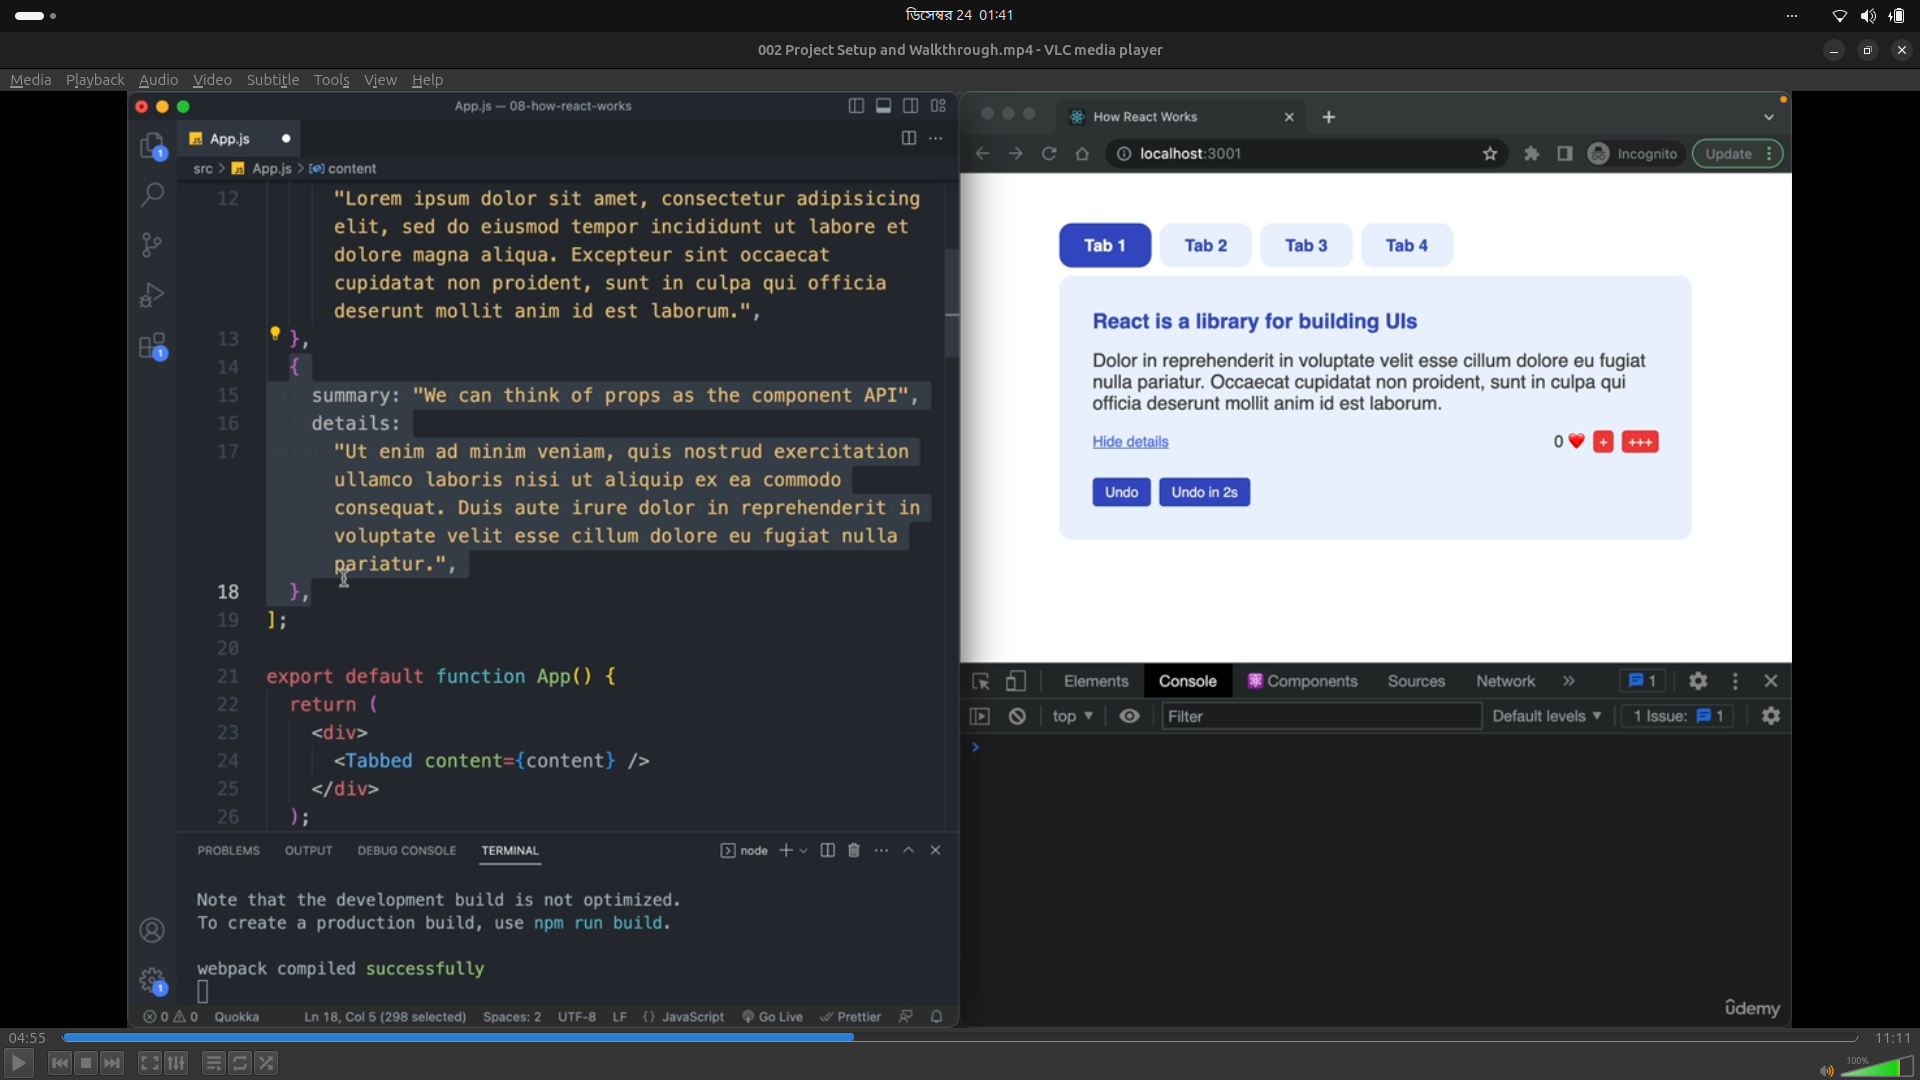 ডিসেম্বর 24 01:41
002 Project Setup and Walkthrough.mp4 - VLC media player
Media Playback Audio Video Subtitle Tools View Help
App.js — 08-how-react-works
App.js
src > App.js > content
12 "Lorem ipsum dolor sit amet, consectetur adipisicing
elit, sed do eiusmod tempor incididunt ut labore et
dolore magna aliqua. Excepteur sint occaecat
cupidatat non proident, sunt in culpa qui officia
deserunt mollit anim id est laborum.",
13 },
14 {
15 summary: "We can think of props as the component API",
16 details:
17 "Ut enim ad minim veniam, quis nostrud exercitation
ullamco laboris nisi ut aliquip ex ea commodo
consequat. Duis aute irure dolor in reprehenderit in
voluptate velit esse cillum dolore eu fugiat nulla
pariatur.",
18 },
19 ];
20
21 export default function App() {
22 return (
23 <div>
24 <Tabbed content={content} />
25 </div>
26 );
PROBLEMS OUTPUT DEBUG CONSOLE TERMINAL node
Note that the development build is not optimized.
To create a production build, use npm run build.
webpack compiled successfully
0 0 Quokka Ln 18, Col 5 (298 selected) Spaces: 2 UTF-8 LF {} JavaScript Go Live Prettier
1
1
1
How React Works
localhost:3001 Incognito Update
Tab 1 Tab 2 Tab 3 Tab 4
React is a library for building UIs
Dolor in reprehenderit in voluptate velit esse cillum dolore eu fugiat
nulla pariatur. Occaecat cupidatat non proident, sunt in culpa qui
officia deserunt mollit anim id est laborum.
Hide details 0 ❤️ + +++
Undo Undo in 2s
Elements Console Components Sources Network » 1
top Filter Default levels 1 Issue: 1
>
ûdemy
04:55 11:11
100%